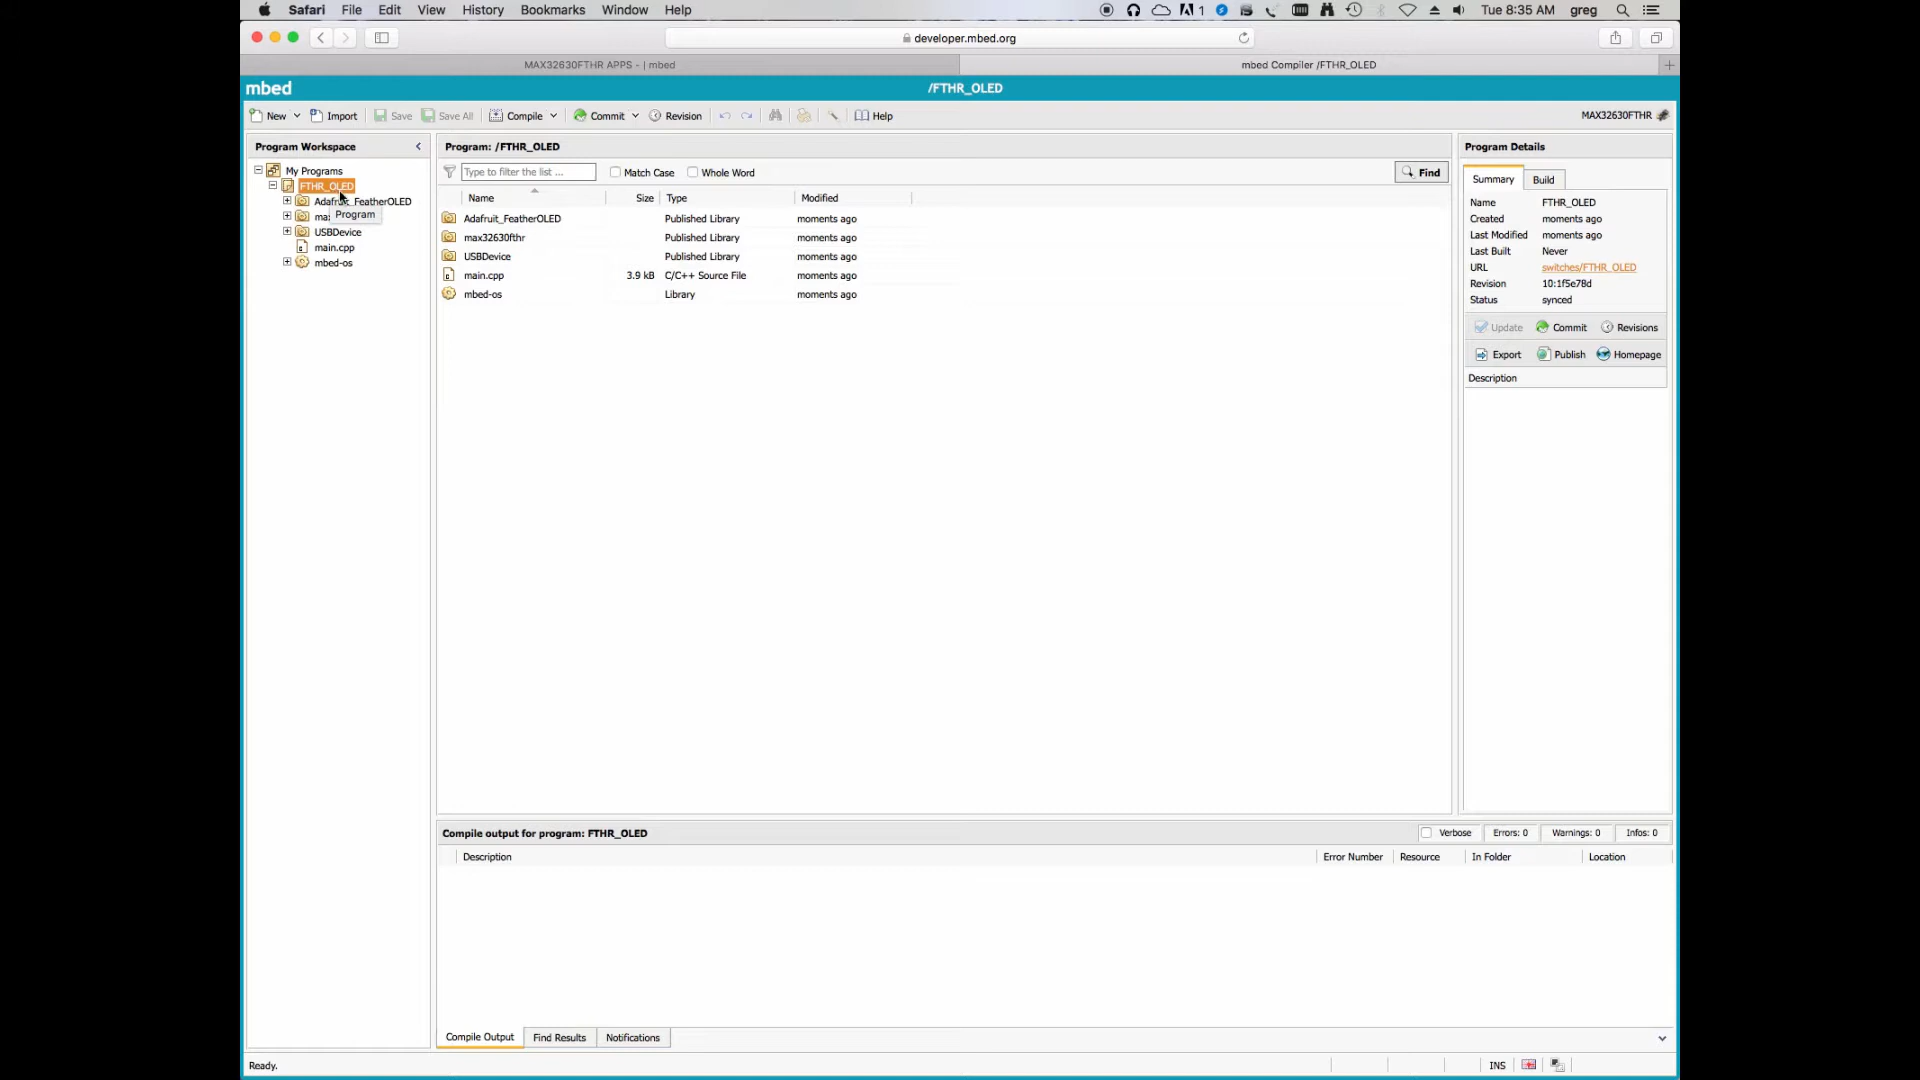 Safari File Edit View History Bookmarks Window Help 1 Tue 8:35 AM greg
developer.mbed.org
MAX32630FTHR APPS - | mbed mbed Compiler /FTHR_OLED
mbed /FTHR_OLED
New Import Save Save All Compile Commit Revision Help MAX32630FTHR
Program Workspace
My Programs
FTHR_OLED
Adafruit_FeatherOLED
Program
USBDevice
main.cpp
mbed-os
Program: /FTHR_OLED
Type to filter the list ... Match Case Whole Word Find
Name Size Type Modified
Adafruit_FeatherOLED Published Library moments ago
max32630fthr Published Library moments ago
USBDevice Published Library moments ago
main.cpp 3.9 kB C/C++ Source File moments ago
mbed-os Library moments ago
Program Details
Summary Build
Name FTHR_OLED
Created moments ago
Last Modified moments ago
Last Built Never
URL switches/FTHR_OLED
Revision 10:1f5e78d
Status synced
Update Commit Revisions
Export Publish Homepage
Description
Compile output for program: FTHR_OLED Verbose Errors: 0 Warnings: 0 Infos: 0
Description Error Number Resource In Folder Location
Compile Output Find Results Notifications
Ready. INS